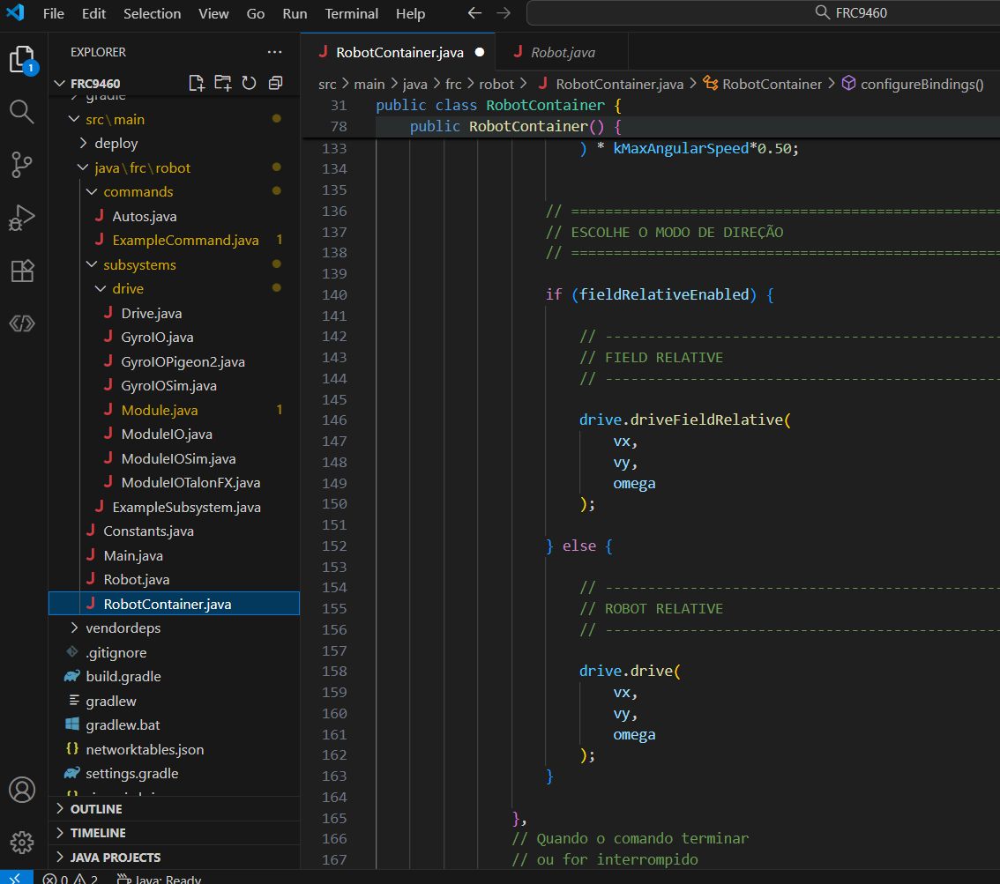 File Edit Selection View Go Run Terminal Help
FRC9460
1
EXPLORER
FRC9460
gradle
src\main
deploy
java\frc\robot
commands
Autos.java
ExampleCommand.java 1
subsystems
drive
Drive.java
GyroIO.java
GyroIOPigeon2.java
GyroIOSim.java
Module.java 1
ModuleIO.java
ModuleIOSim.java
ModuleIOTalonFX.java
ExampleSubsystem.java
Constants.java
Main.java
Robot.java
RobotContainer.java
vendordeps
.gitignore
build.gradle
gradlew
gradlew.bat
networktables.json
settings.gradle
OUTLINE
TIMELINE
JAVA PROJECTS
0 2 Java: Ready
RobotContainer.java Robot.java
src > main > java > frc > robot > RobotContainer.java > RobotContainer > configureBindings()
31 public class RobotContainer {
78 public RobotContainer() {
133 ) * kMaxAngularSpeed*0.50;
134
135
136 // ===================================================
137 // ESCOLHE O MODO DE DIREÇÃO
138 // ===================================================
139
140 if (fieldRelativeEnabled) {
141
142 // -----------------------------------------------
143 // FIELD RELATIVE
144 // -----------------------------------------------
145
146 drive.driveFieldRelative(
147 vx,
148 vy,
149 omega
150 );
151
152 } else {
153
154 // -----------------------------------------------
155 // ROBOT RELATIVE
156 // -----------------------------------------------
157
158 drive.drive(
159 vx,
160 vy,
161 omega
162 );
163 }
164
165 },
166 // Quando o comando terminar
167 // ou for interrompido